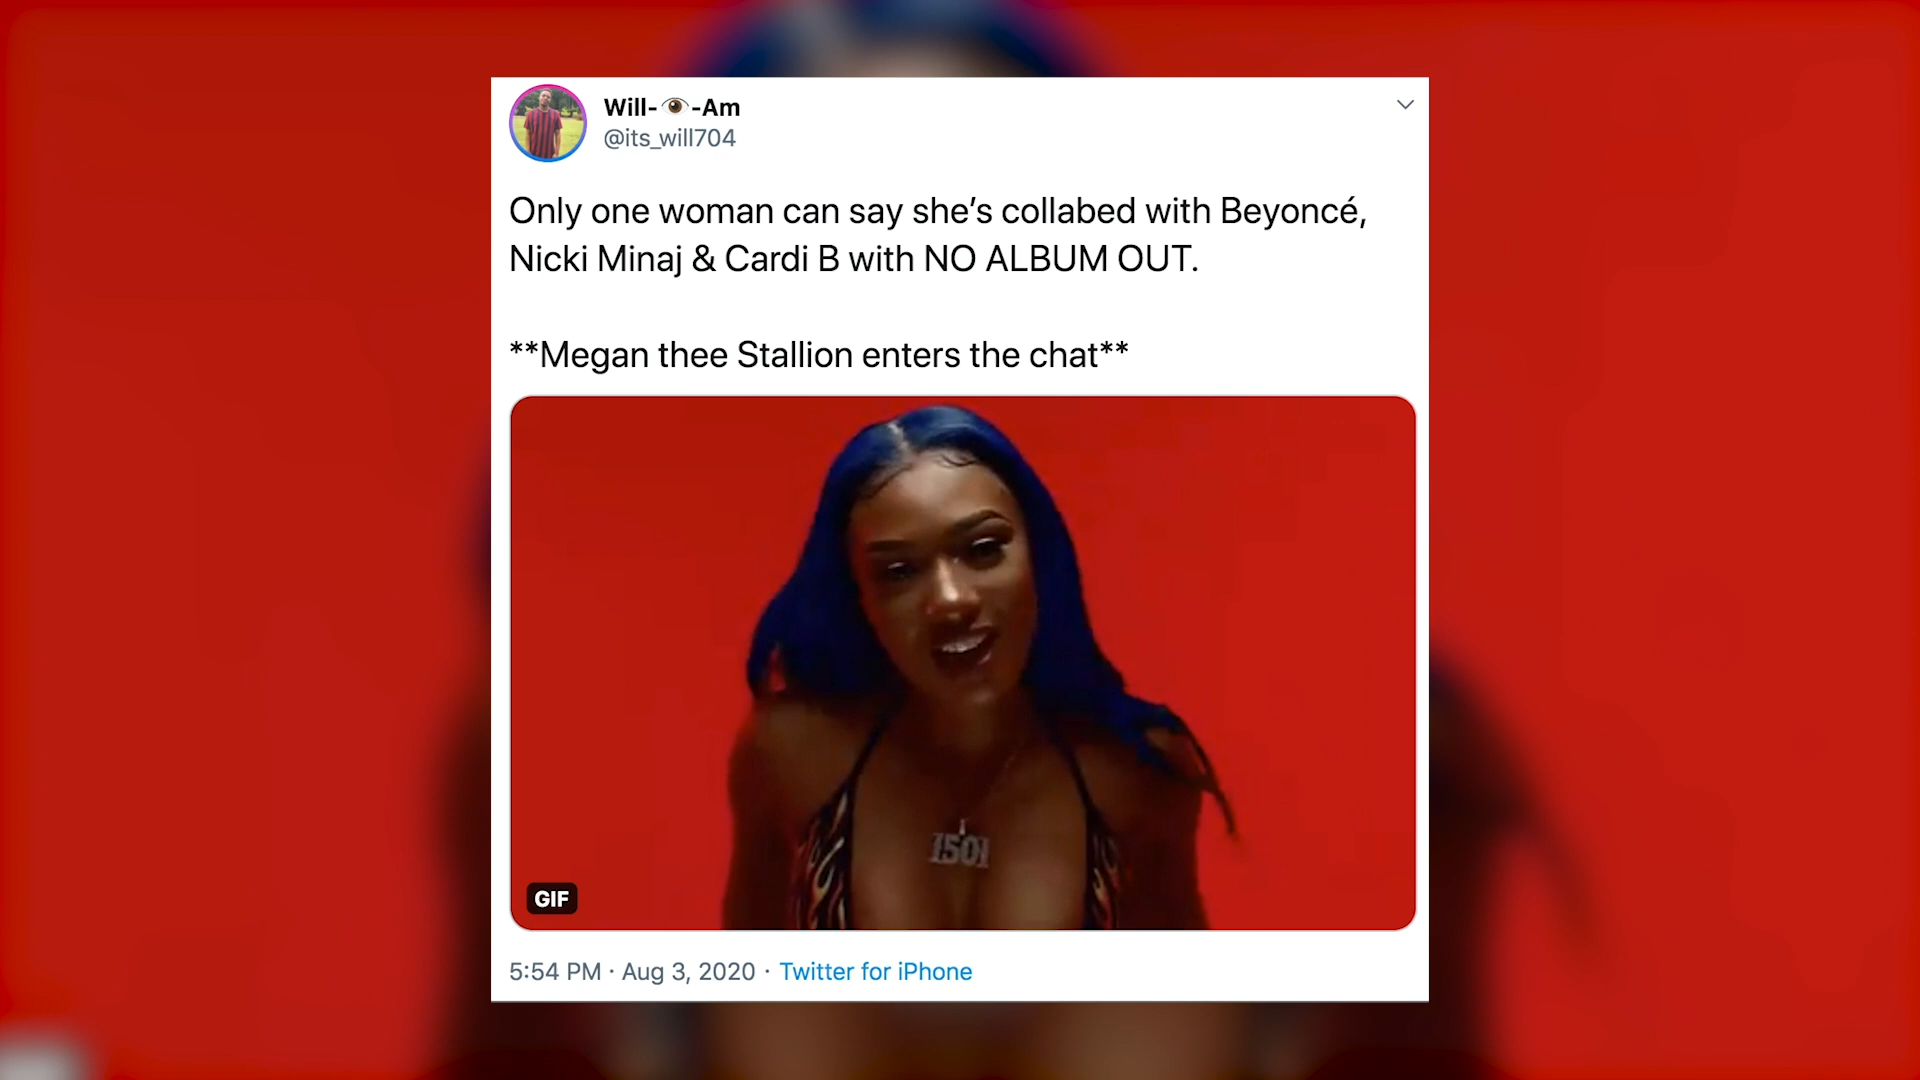 Will-👁-Am
@its_will704
Only one woman can say she’s collabed with Beyoncé,
Nicki Minaj & Cardi B with NO ALBUM OUT.
**Megan thee Stallion enters the chat**
1501
GIF
5:54 PM · Aug 3, 2020 · Twitter for iPhone